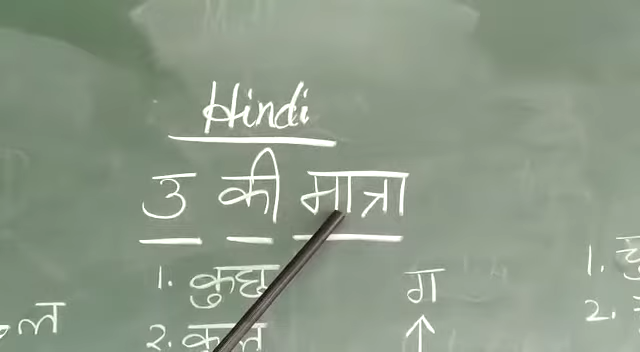 Hindi
उ की मात्रा
1. कुछ
2. कुल
ग
1. चु
2.
ल